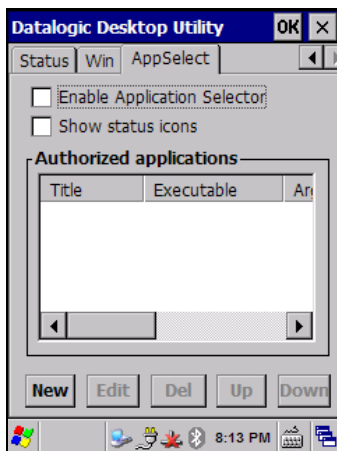 Datalogic Desktop Utility OK ×
Status Win AppSelect
Enable Application Selector
Show status icons
Authorized applications
Title Executable
New Edit Del Up Down
8:13 PM